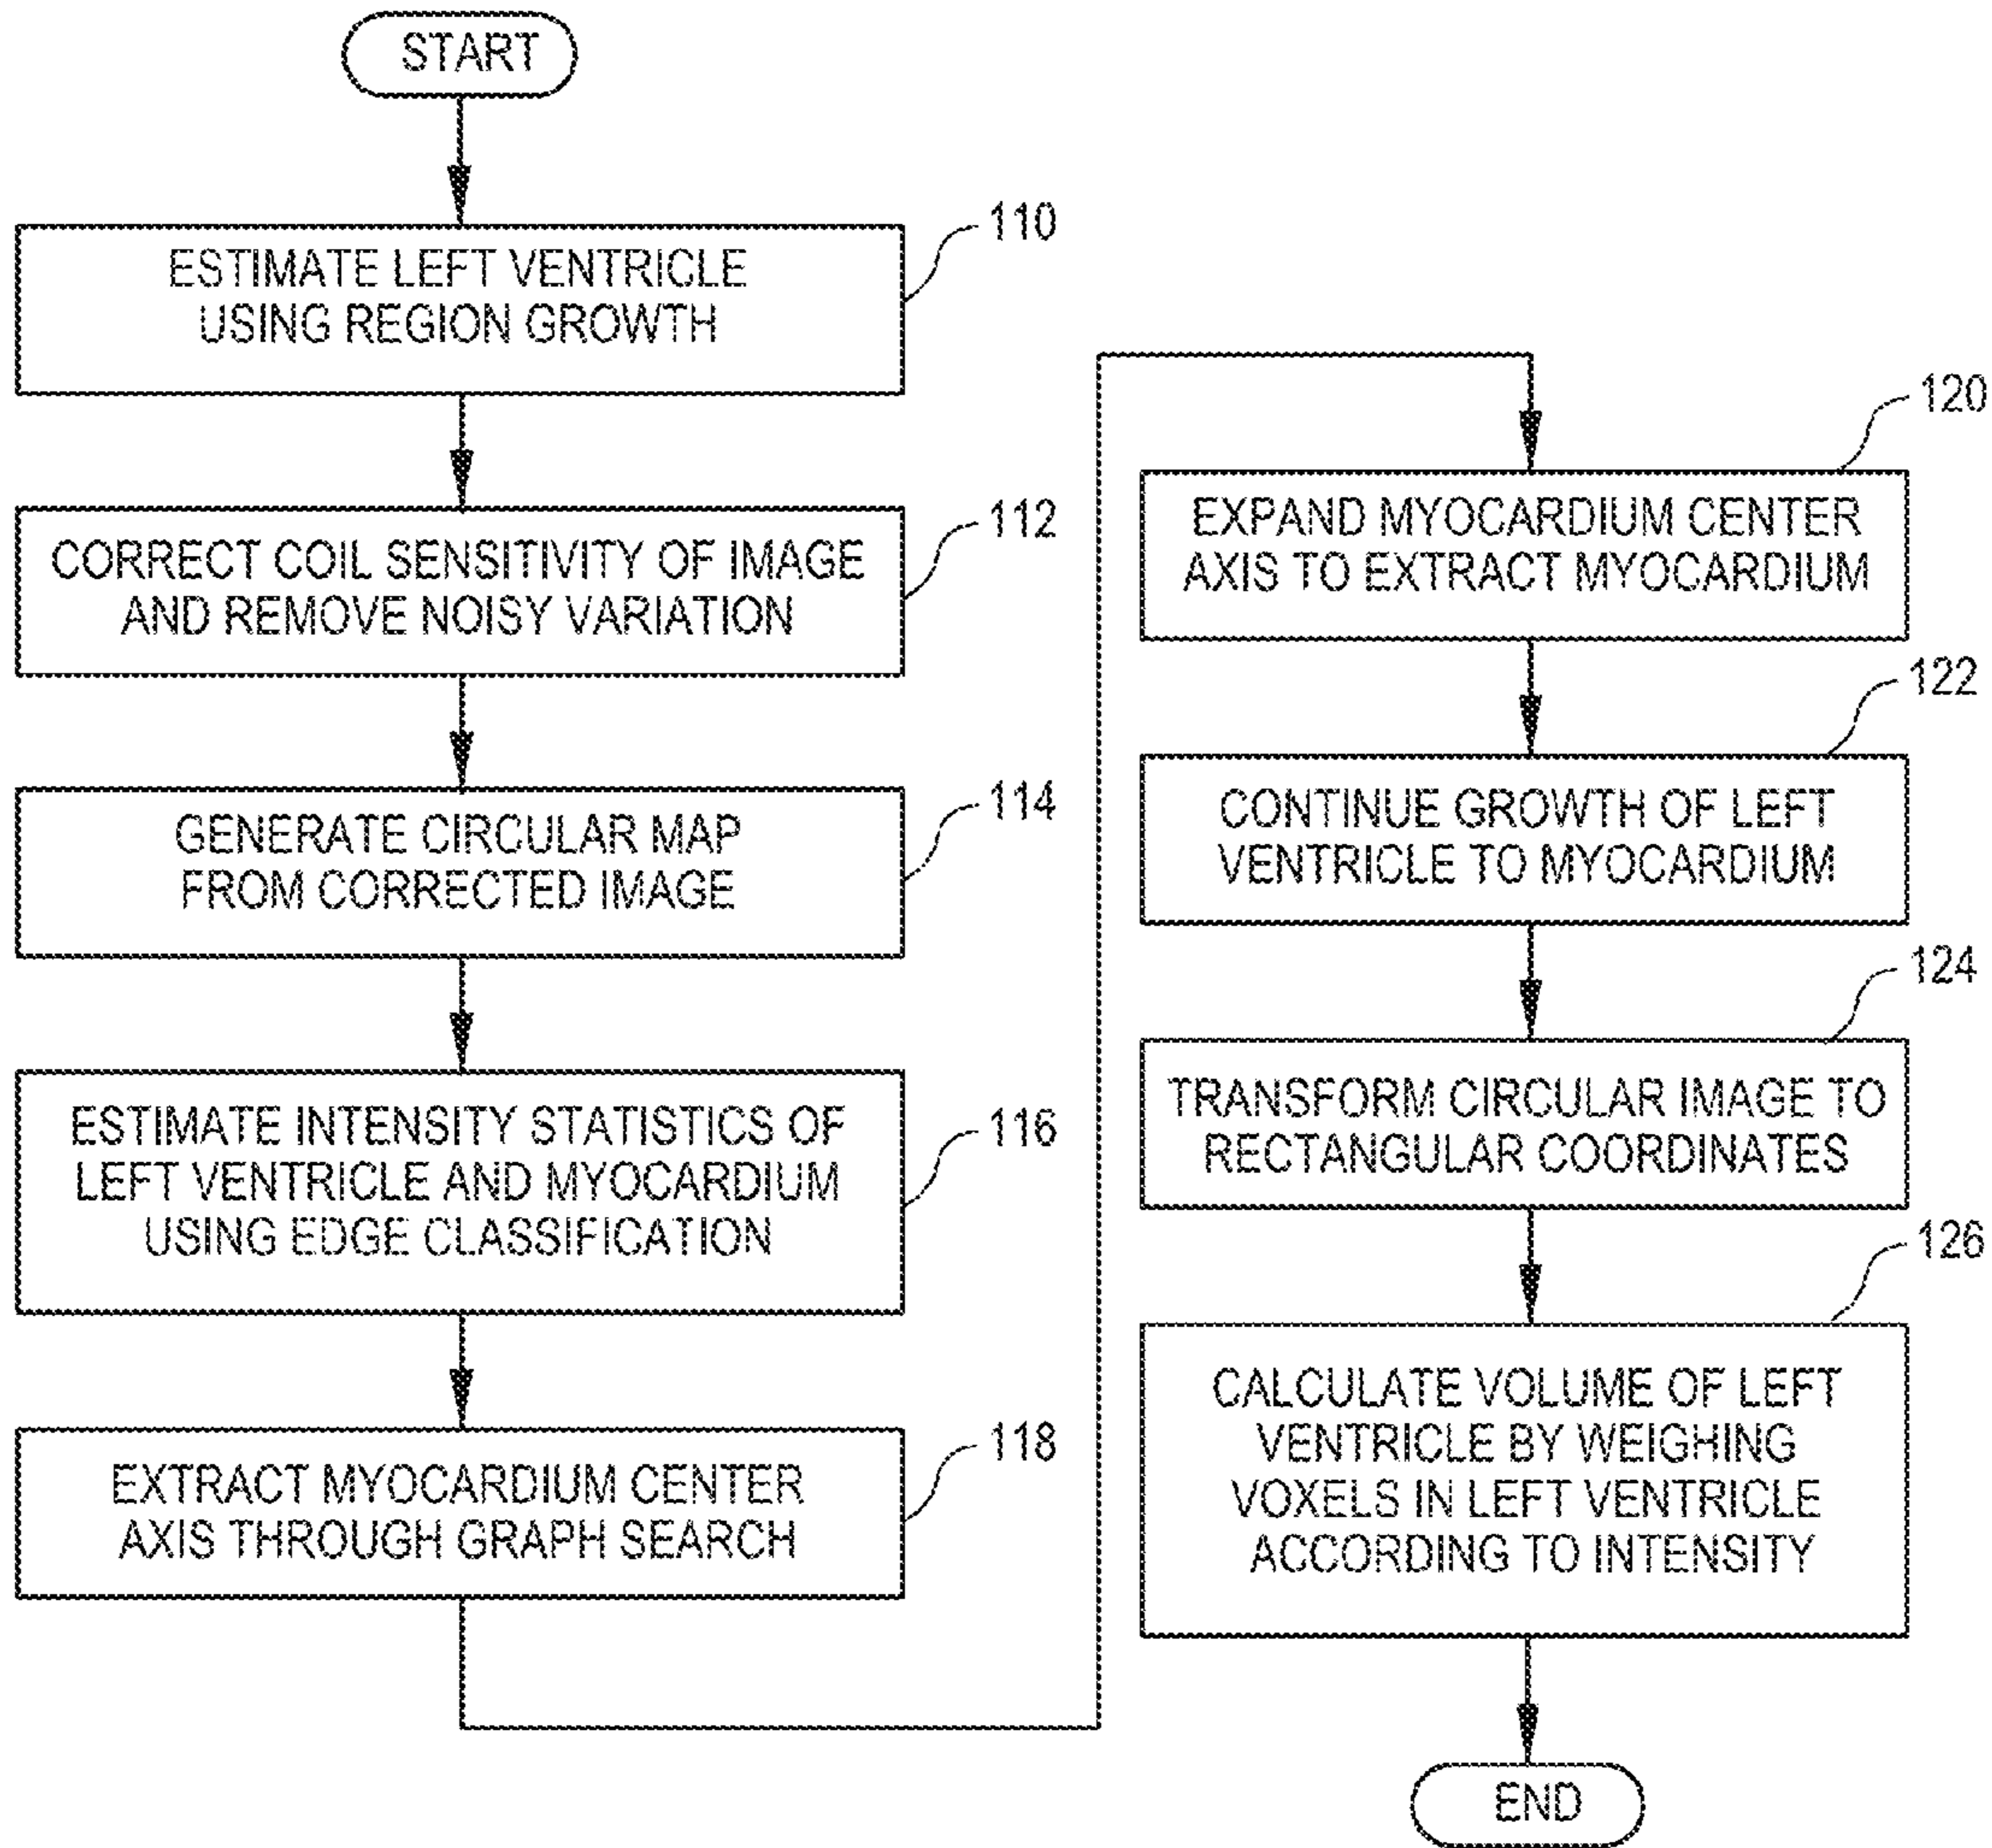 START
110
ESTIMATE LEFT VENTRICLE
USING REGION GROWTH
112
CORRECT COIL SENSITIVITY OF IMAGE
AND REMOVE NOISY VARIATION
114
GENERATE CIRCULAR MAP
FROM CORRECTED IMAGE
116
ESTIMATE INTENSITY STATISTICS OF
LEFT VENTRICLE AND MYOCARDIUM
USING EDGE CLASSIFICATION
118
EXTRACT MYOCARDIUM CENTER
AXIS THROUGH GRAPH SEARCH
120
EXPAND MYOCARDIUM CENTER
AXIS TO EXTRACT MYOCARDIUM
122
CONTINUE GROWTH OF LEFT
VENTRICLE TO MYOCARDIUM
124
TRANSFORM CIRCULAR IMAGE TO
RECTANGULAR COORDINATES
126
CALCULATE VOLUME OF LEFT
VENTRICLE BY WEIGHING
VOXELS IN LEFT VENTRICLE
ACCORDING TO INTENSITY
END